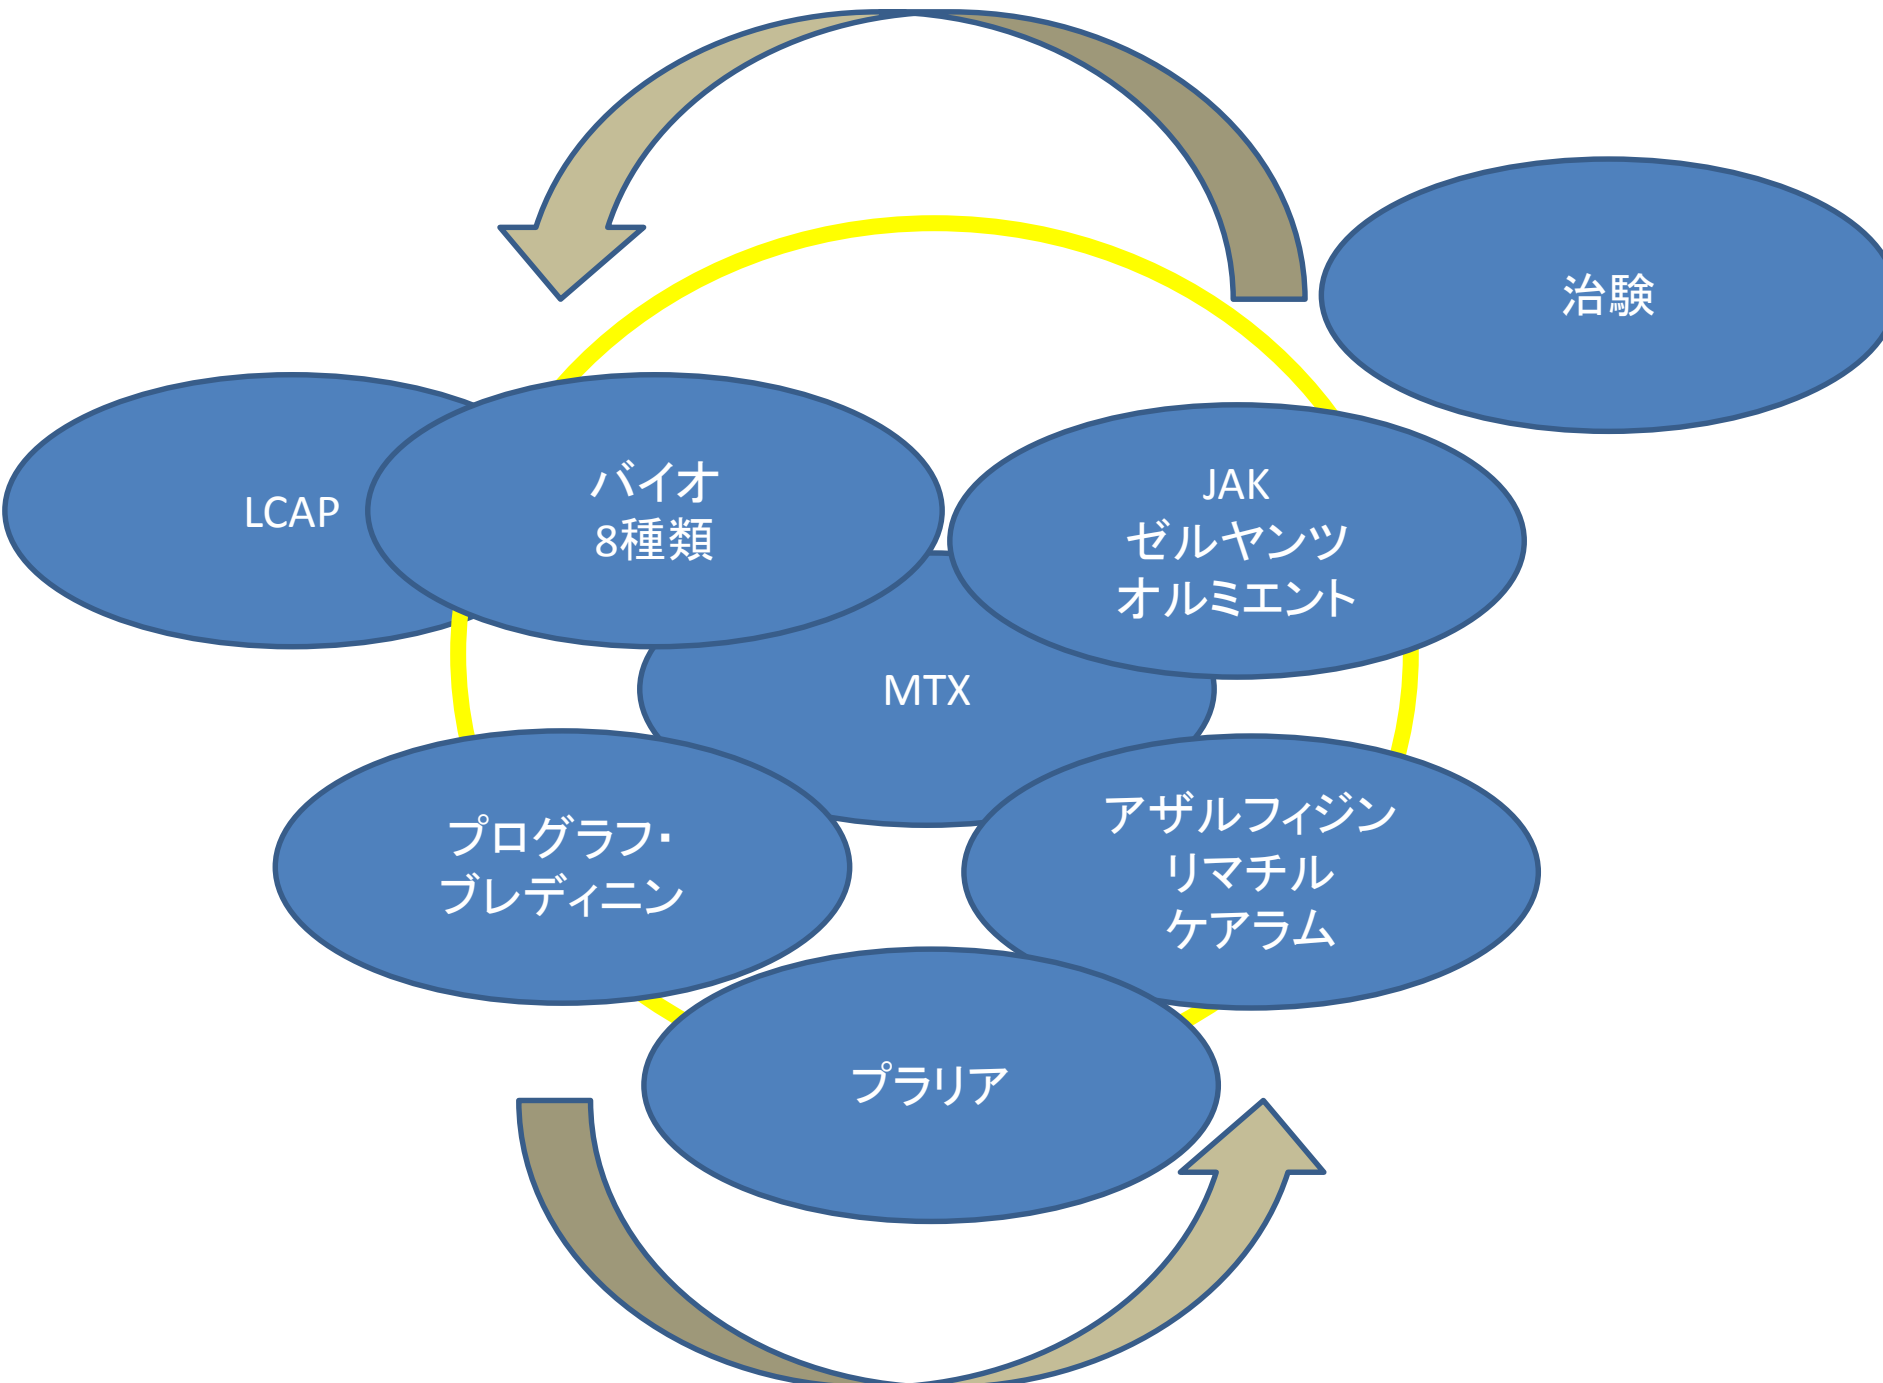 治験
LCAP
バイオ
8種類
JAK
ゼルヤンツ
オルミエント
MTX
プログラフ・
ブレディニン
アザルフィジン
リマチル
ケアラム
プラリア